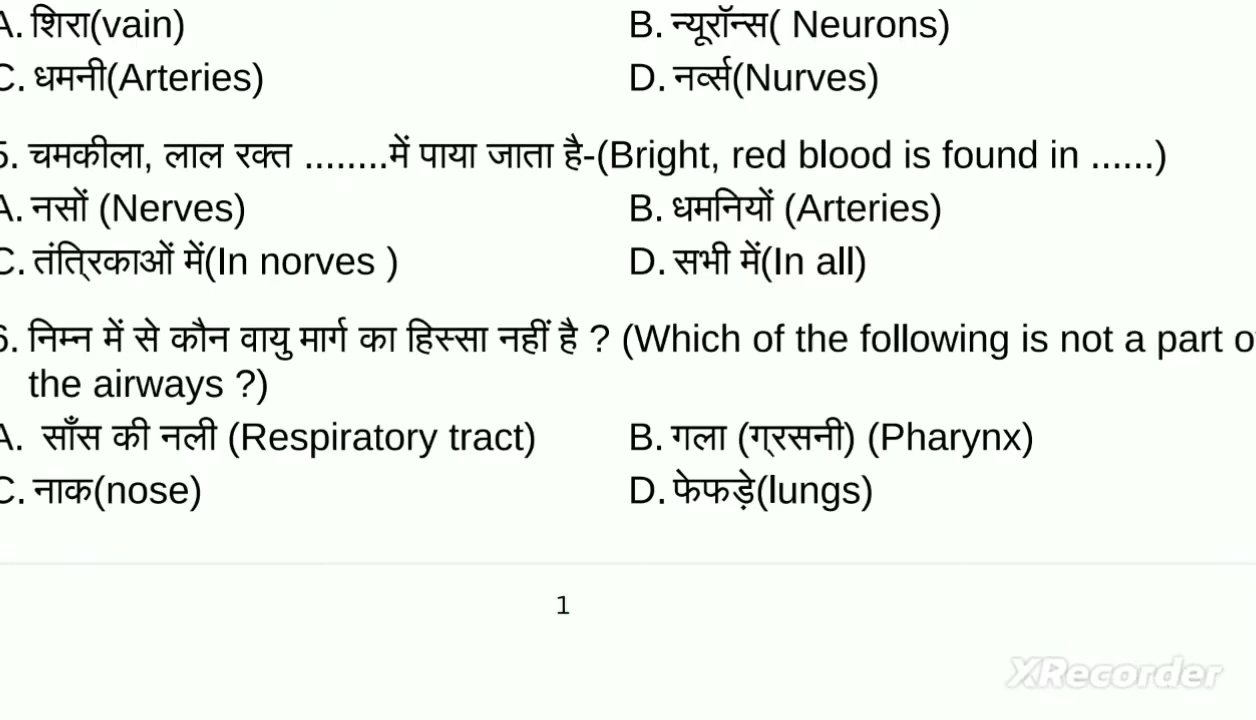 A. शिरा(vain) B. न्यूरॉन्स( Neurons)
C. धमनी(Arteries) D. नर्व्स(Nurves)
5. चमकीला, लाल रक्त ........में पाया जाता है-(Bright, red blood is found in ......)
A. नसों (Nerves) B. धमनियों (Arteries)
C. तंत्रिकाओं में(In norves ) D. सभी में(In all)
6. निम्न में से कौन वायु मार्ग का हिस्सा नहीं है ? (Which of the following is not a part o
the airways ?)
A. साँस की नली (Respiratory tract) B. गला (ग्रसनी) (Pharynx)
C. नाक(nose) D. फेफड़े(lungs)
1
XRecorder